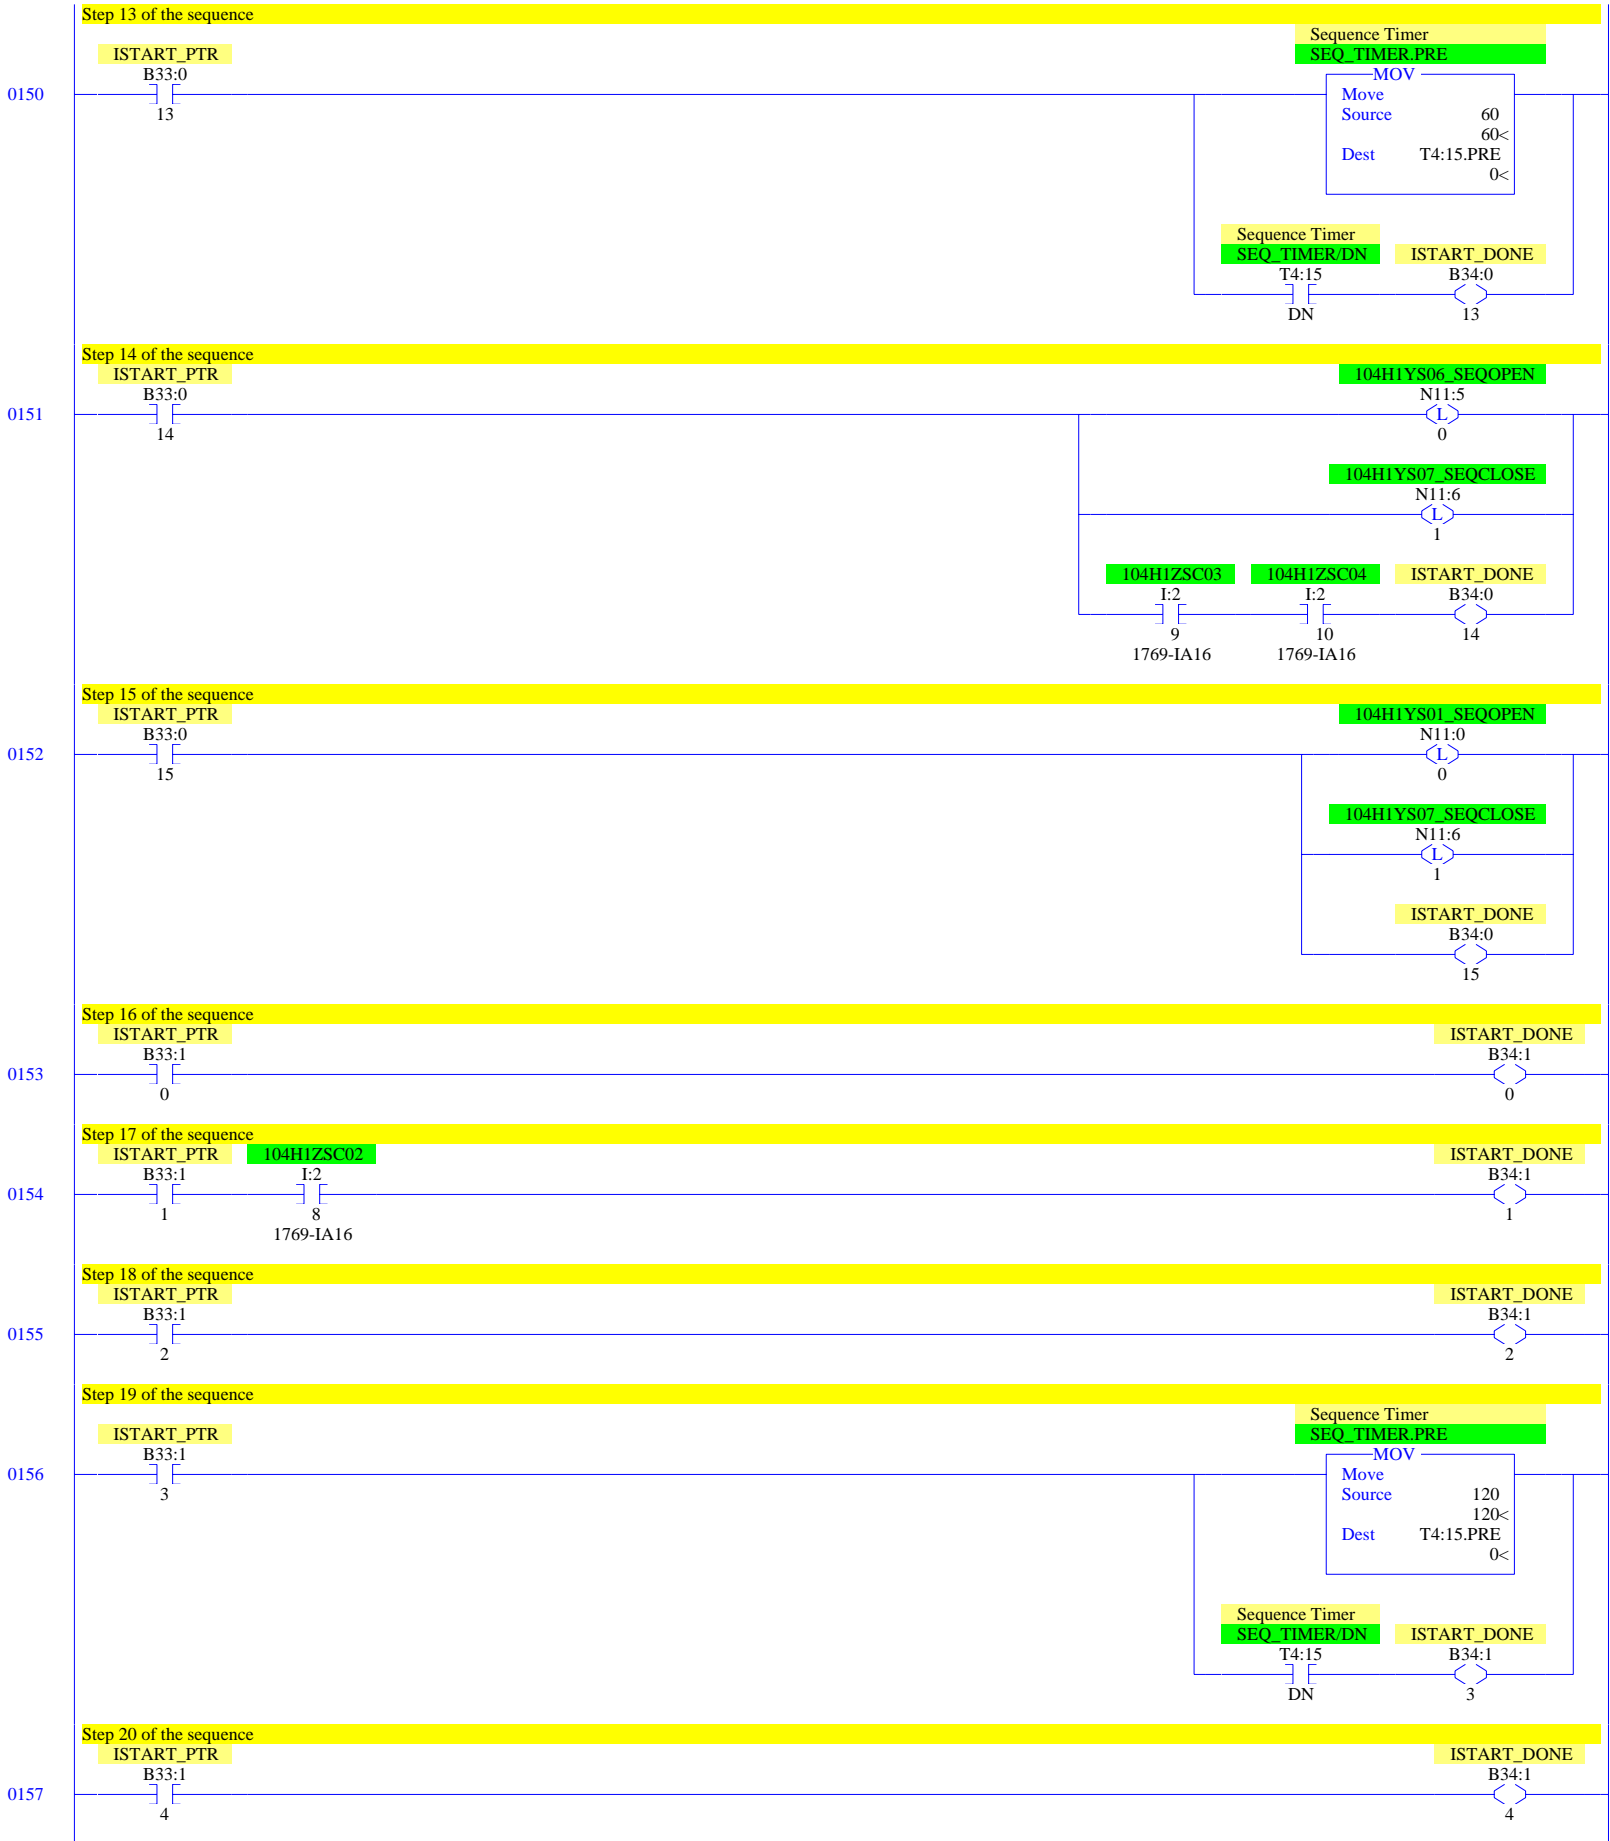 Step 13 of the sequence
Sequence Timer
ISTART_PTR SEQ_TIMER.PRE
B33:0 MOV
0150 Move
13 Source 60
60<
Dest T4:15.PRE
0<
Sequence Timer
SEQ_TIMER/DN ISTART_DONE
T4:15 B34:0
DN 13
Step 14 of the sequence
ISTART_PTR 104H1YS06_SEQOPEN
B33:0 N11:5
0151 L
14 0
104H1YS07_SEQCLOSE
N11:6
L
1
104H1ZSC03 104H1ZSC04 ISTART_DONE
I:2 I:2 B34:0
9 10 14
1769-IA16 1769-IA16
Step 15 of the sequence
ISTART_PTR 104H1YS01_SEQOPEN
B33:0 N11:0
0152 L
15 0
104H1YS07_SEQCLOSE
N11:6
L
1
ISTART_DONE
B34:0
15
Step 16 of the sequence
ISTART_PTR ISTART_DONE
B33:1 B34:1
0153
0 0
Step 17 of the sequence
ISTART_PTR 104H1ZSC02 ISTART_DONE
B33:1 I:2 B34:1
0154
1 8 1
1769-IA16
Step 18 of the sequence
ISTART_PTR ISTART_DONE
B33:1 B34:1
0155
2 2
Step 19 of the sequence
Sequence Timer
ISTART_PTR SEQ_TIMER.PRE
B33:1 MOV
0156 Move
3 Source 120
120<
Dest T4:15.PRE
0<
Sequence Timer
SEQ_TIMER/DN ISTART_DONE
T4:15 B34:1
DN 3
Step 20 of the sequence
ISTART_PTR ISTART_DONE
B33:1 B34:1
0157
4 4